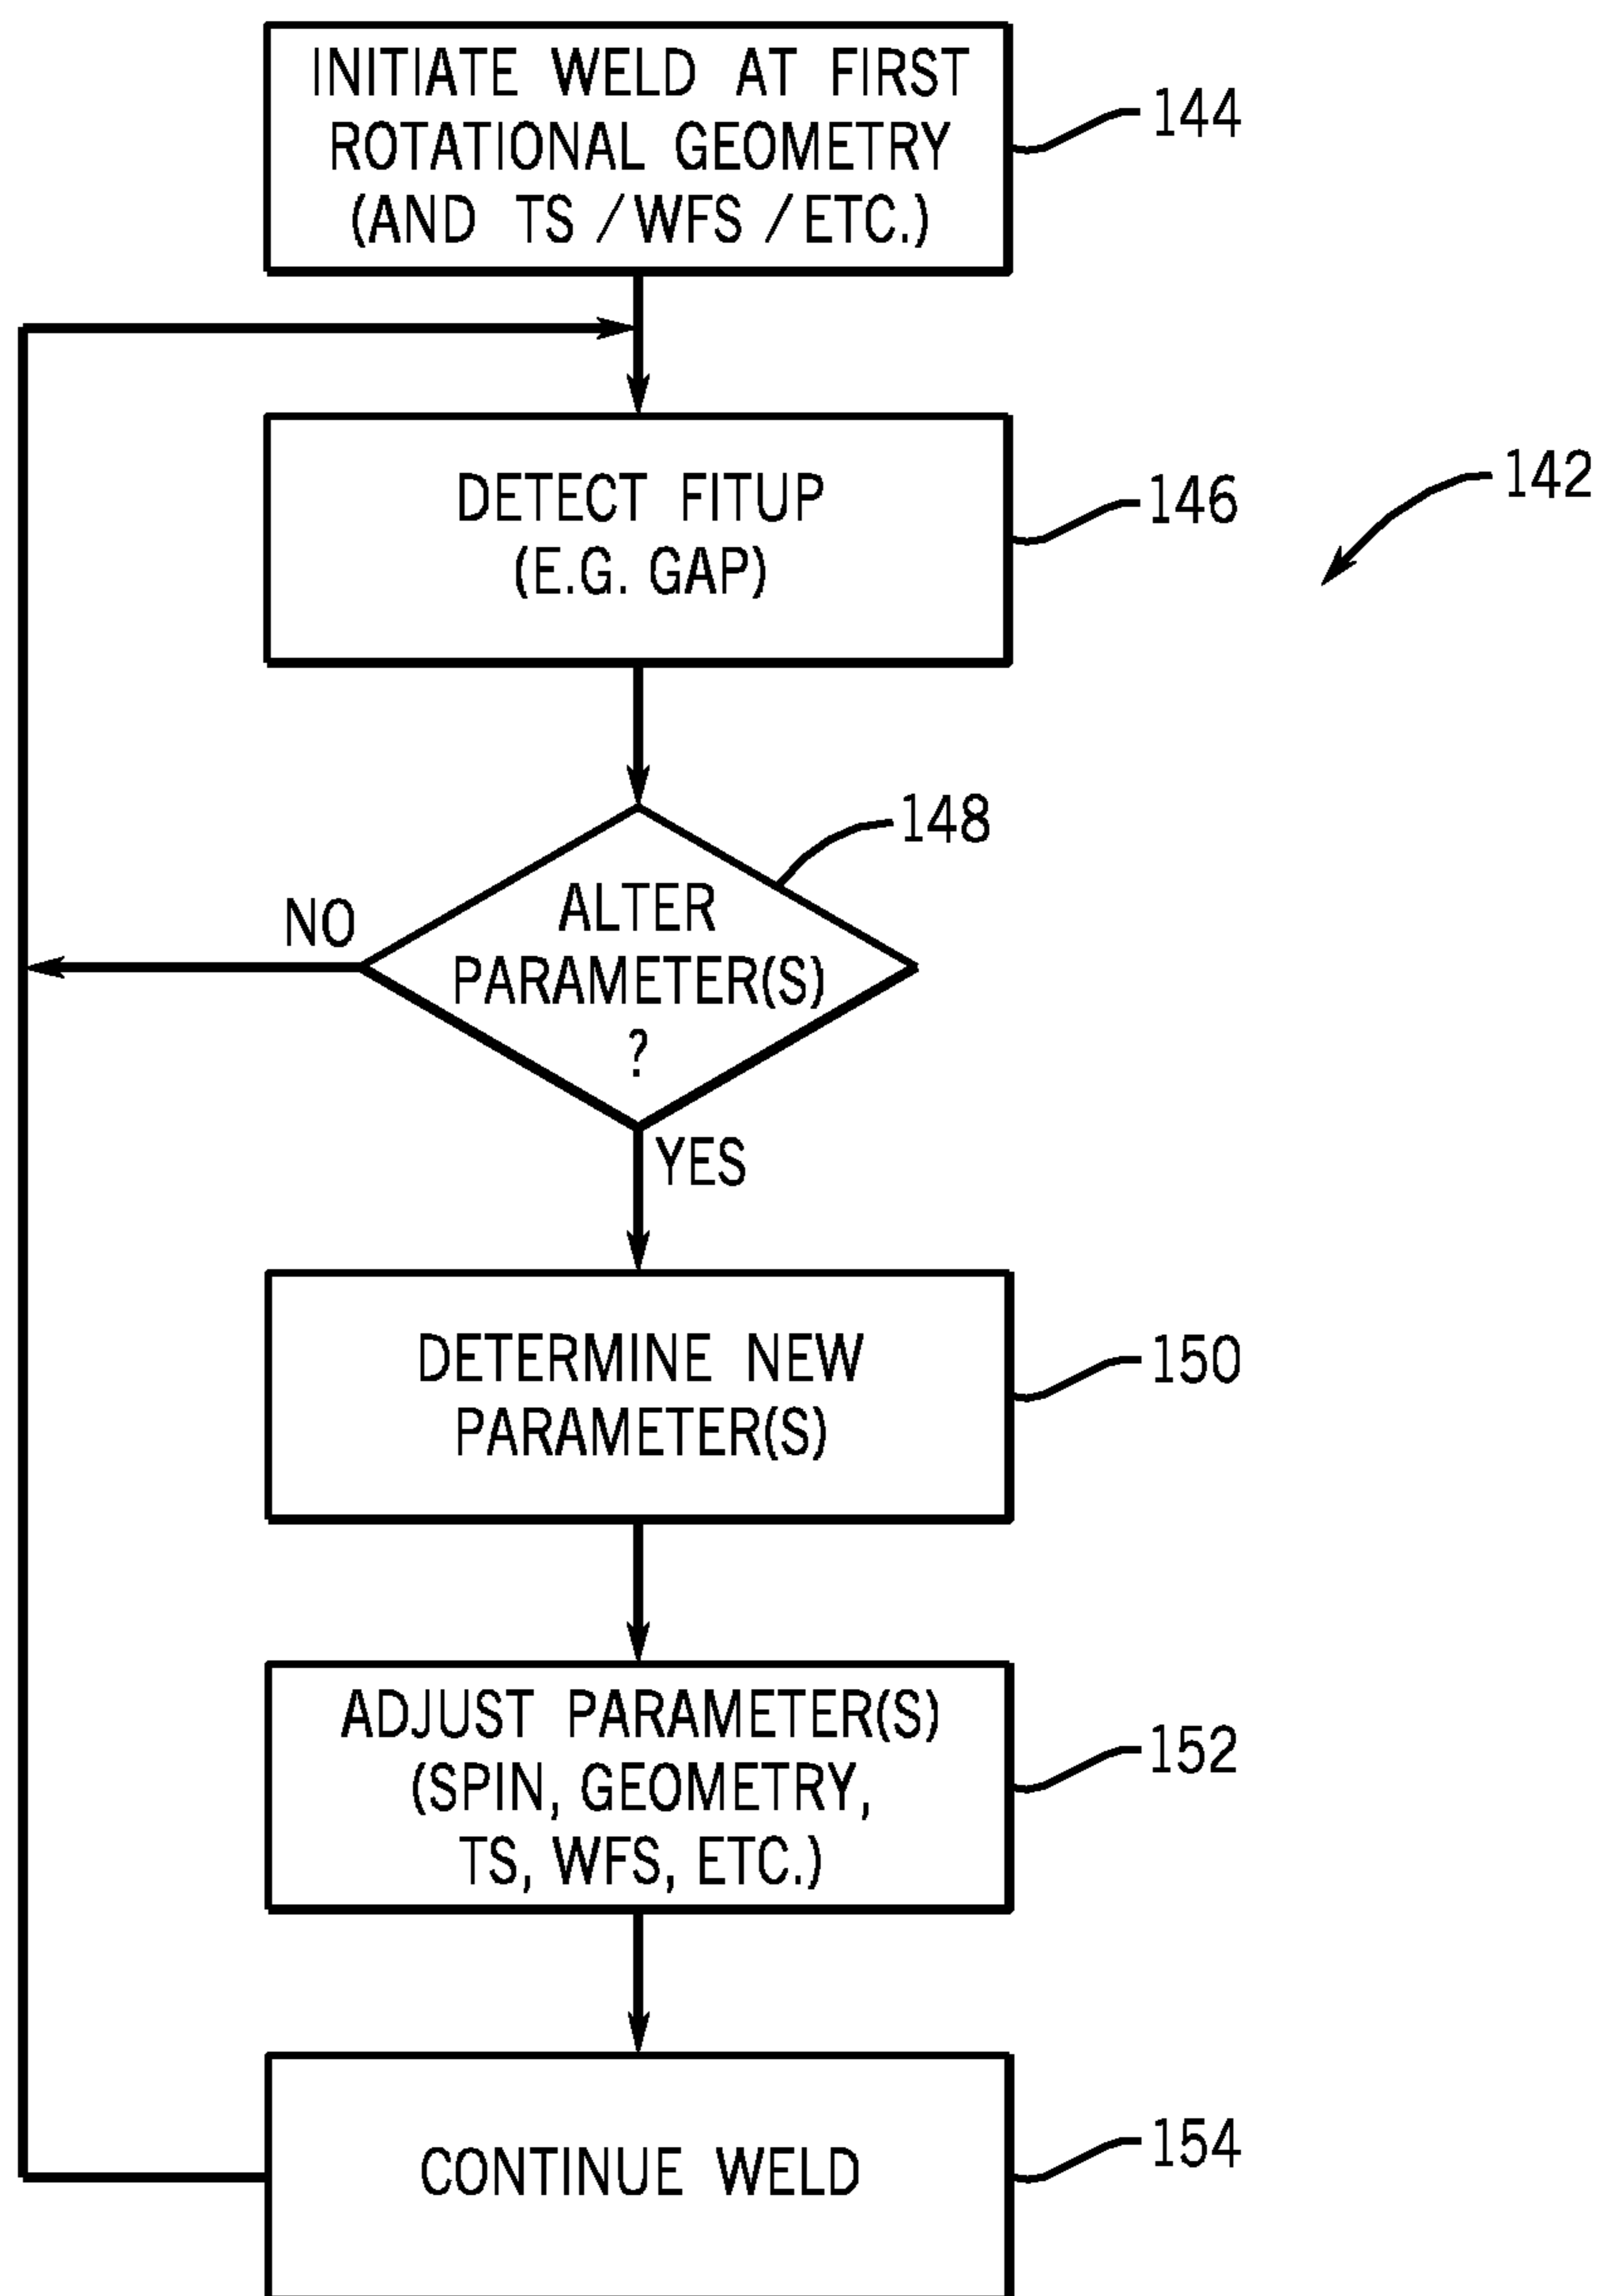 INITIATE WELD AT FIRST
ROTATIONAL GEOMETRY
(AND TS /WFS /ETC.)
144
DETECT FITUP
(E.G. GAP)
146
142
148
ALTER
PARAMETER(S)
?
NO
YES
DETERMINE NEW
PARAMETER(S)
150
ADJUST PARAMETER(S)
(SPIN, GEOMETRY,
TS, WFS, ETC.)
152
CONTINUE WELD
154